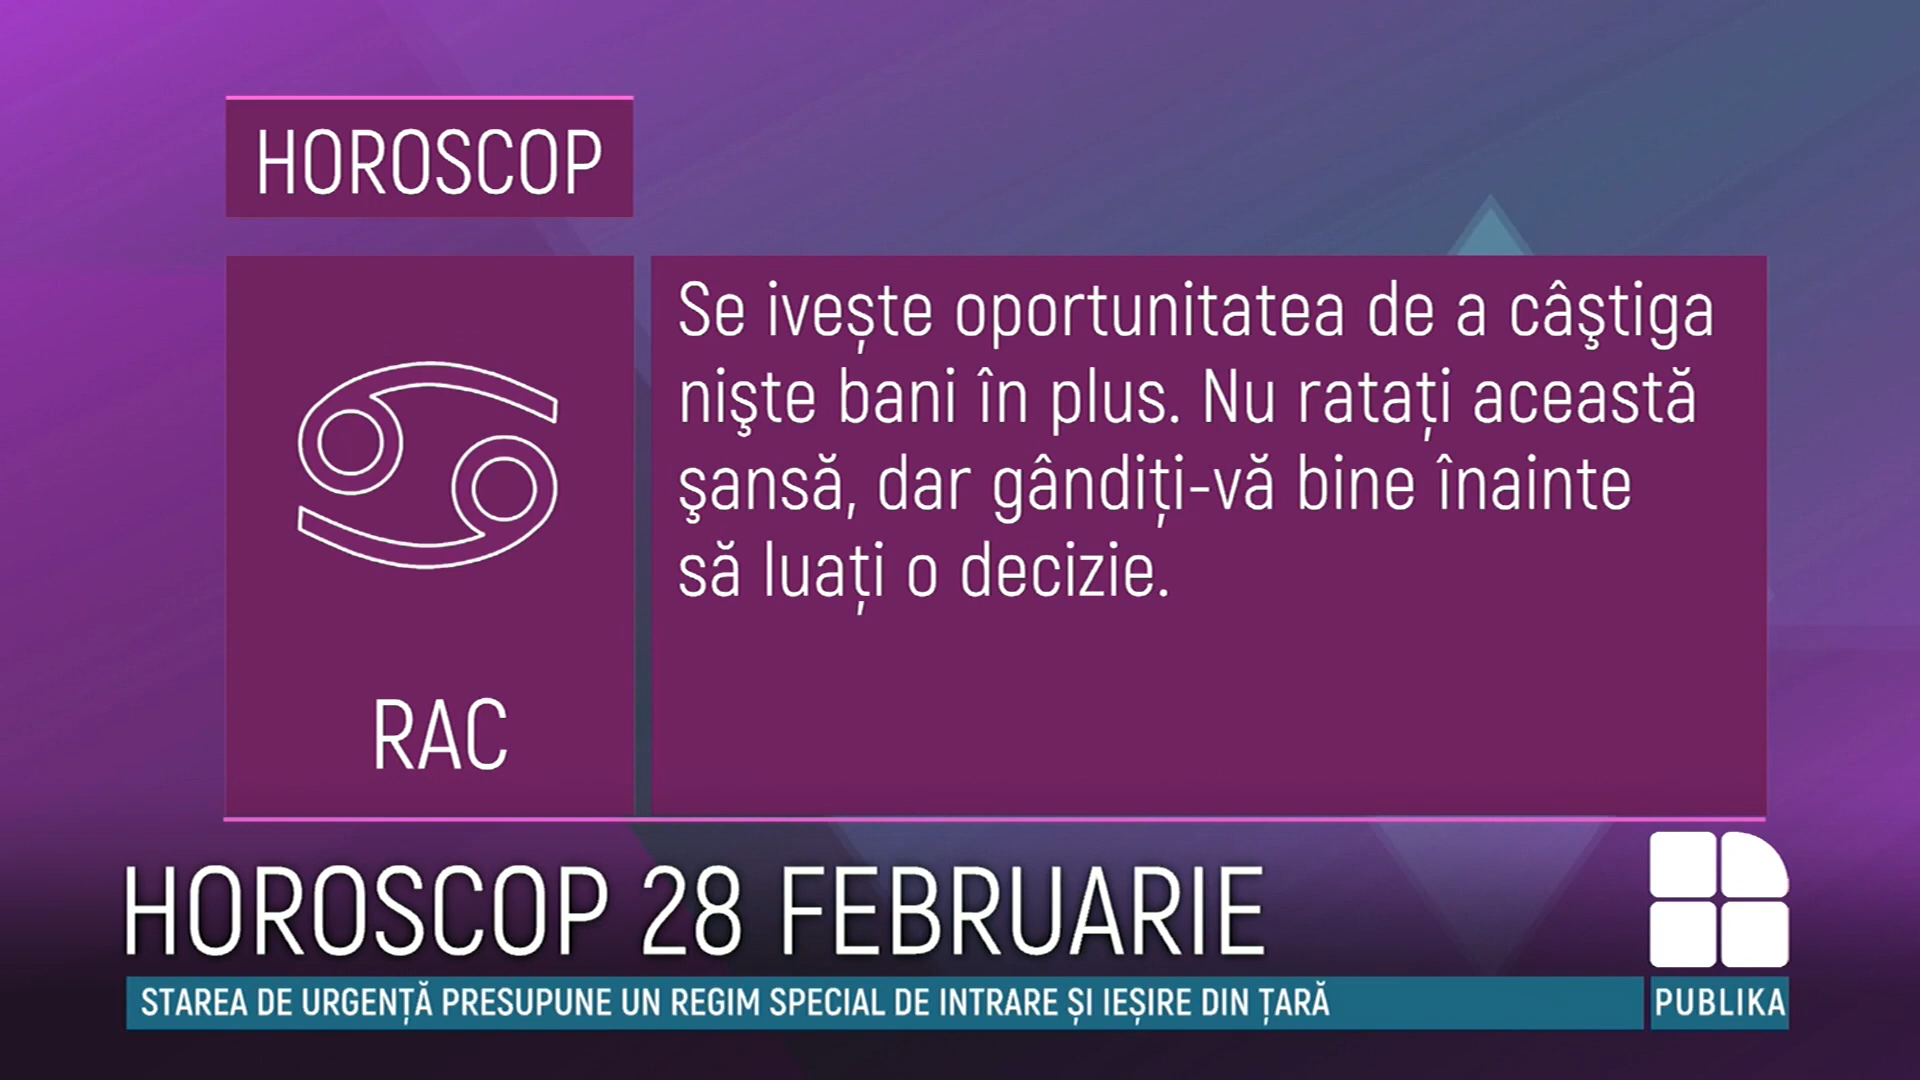 HOROSCOP
Se ivește oportunitatea de a câştiga
nişte bani în plus. Nu ratați această
şansă, dar gândiți-vă bine înainte
să luați o decizie.
RAC
HOROSCOP 28 FEBRUARIE
STAREA DE URGENȚĂ PRESUPUNE UN REGIM SPECIAL DE INTRARE ȘI IEȘIRE DIN ȚARĂ
PUBLIKA